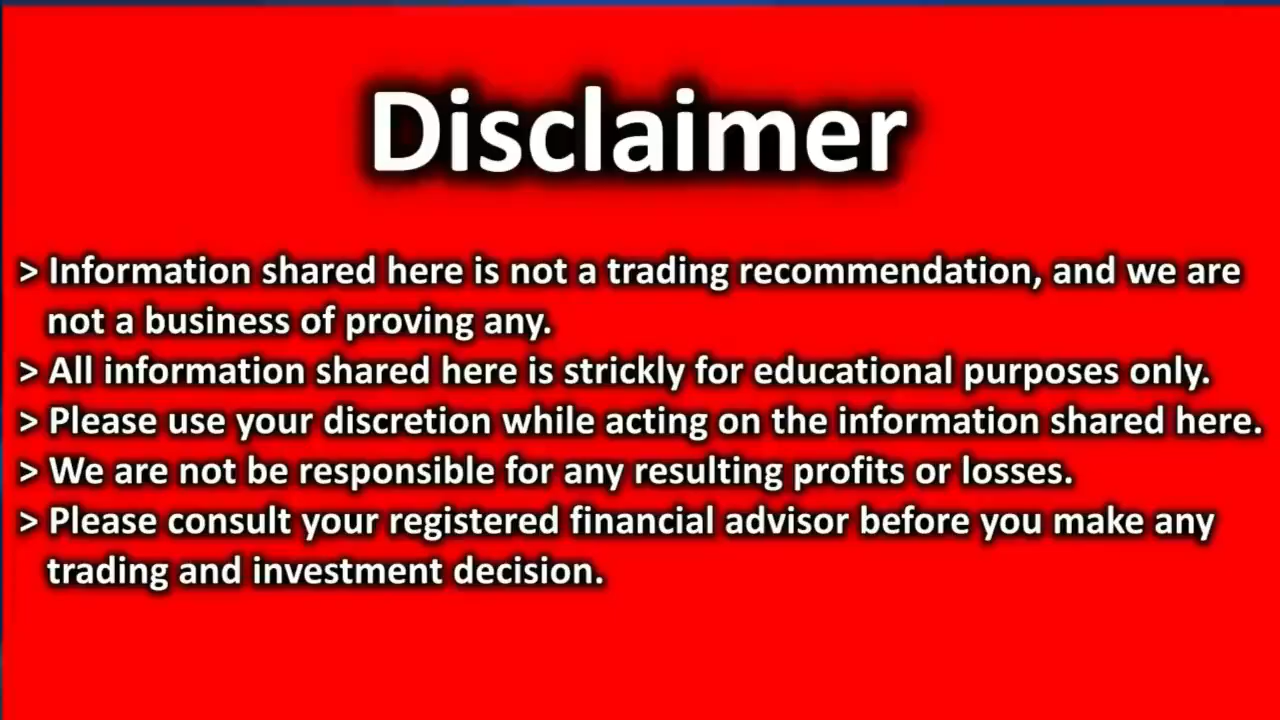 Disclaimer
> Information shared here is not a trading recommendation, and we are
not a business of proving any.
> All information shared here is strickly for educational purposes only.
> Please use your discretion while acting on the information shared here.
> We are not be responsible for any resulting profits or losses.
> Please consult your registered financial advisor before you make any
trading and investment decision.